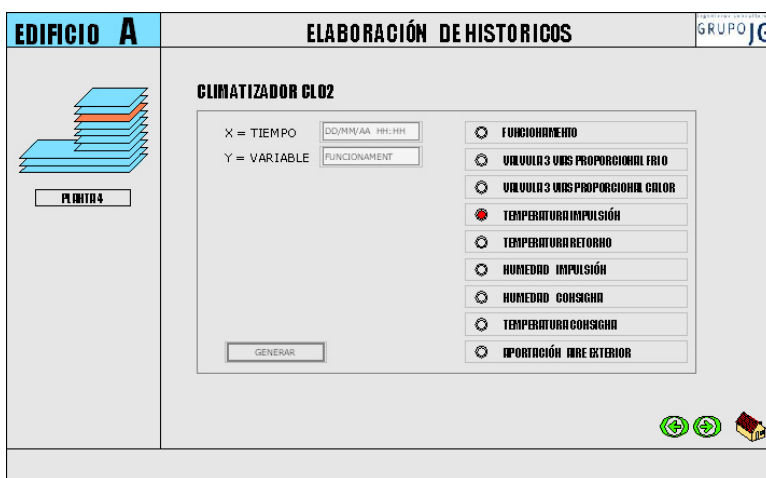 EDIFICIO A
ELABORACIÓN DE HISTORICOS
GRUPO JG
PLANTA 4
CLIMATIZADOR CL02
X = TIEMPO DD/MM/AA HH:HH
Y = VARIABLE FUNCIONAMENT
FUNCIONAMIENTO
VALVULA 3 VIAS PROPORCIONAL FRIO
VALVULA 3 VIAS PROPORCIONAL CALOR
TEMPERATURA IMPULSIÓN
TEMPERATURA RETORNO
HUMEDAD IMPULSIÓN
HUMEDAD CONSIGNA
TEMPERATURA CONSIGNA
APORTACIÓN AIRE EXTERIOR
GENERAR